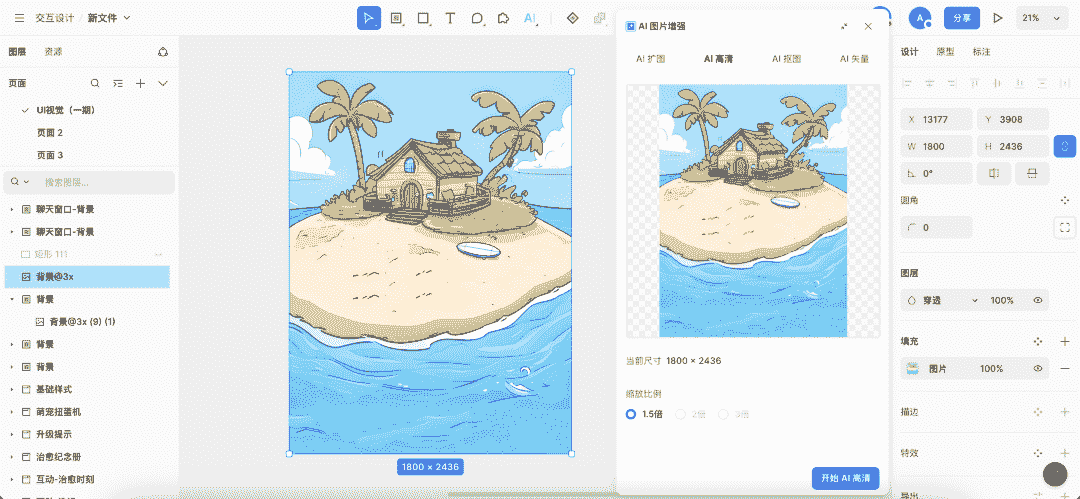 交互设计 / 新文件
AI
A
分享
21%
图层
资源
页面
UI视觉（一期）
页面 2
页面 3
搜索图层...
聊天窗口-背景
聊天窗口-背景
矩形 111
背景@3x
背景
背景@3x (9) (1)
背景
背景
基础样式
萌宠扭蛋机
升级提示
治愈纪念册
互动-治愈时刻
1800 × 2436
AI 图片增强
AI 扩图
AI 高清
AI 抠图
AI 矢量
当前尺寸 1800 × 2436
缩放比例
1.5倍
2倍
3倍
开始 AI 高清
设计
原型
标注
X 13177
Y 3908
W 1800
H 2436
0°
圆角
0
图层
穿透
100%
填充
图片
100%
描边
特效
导出